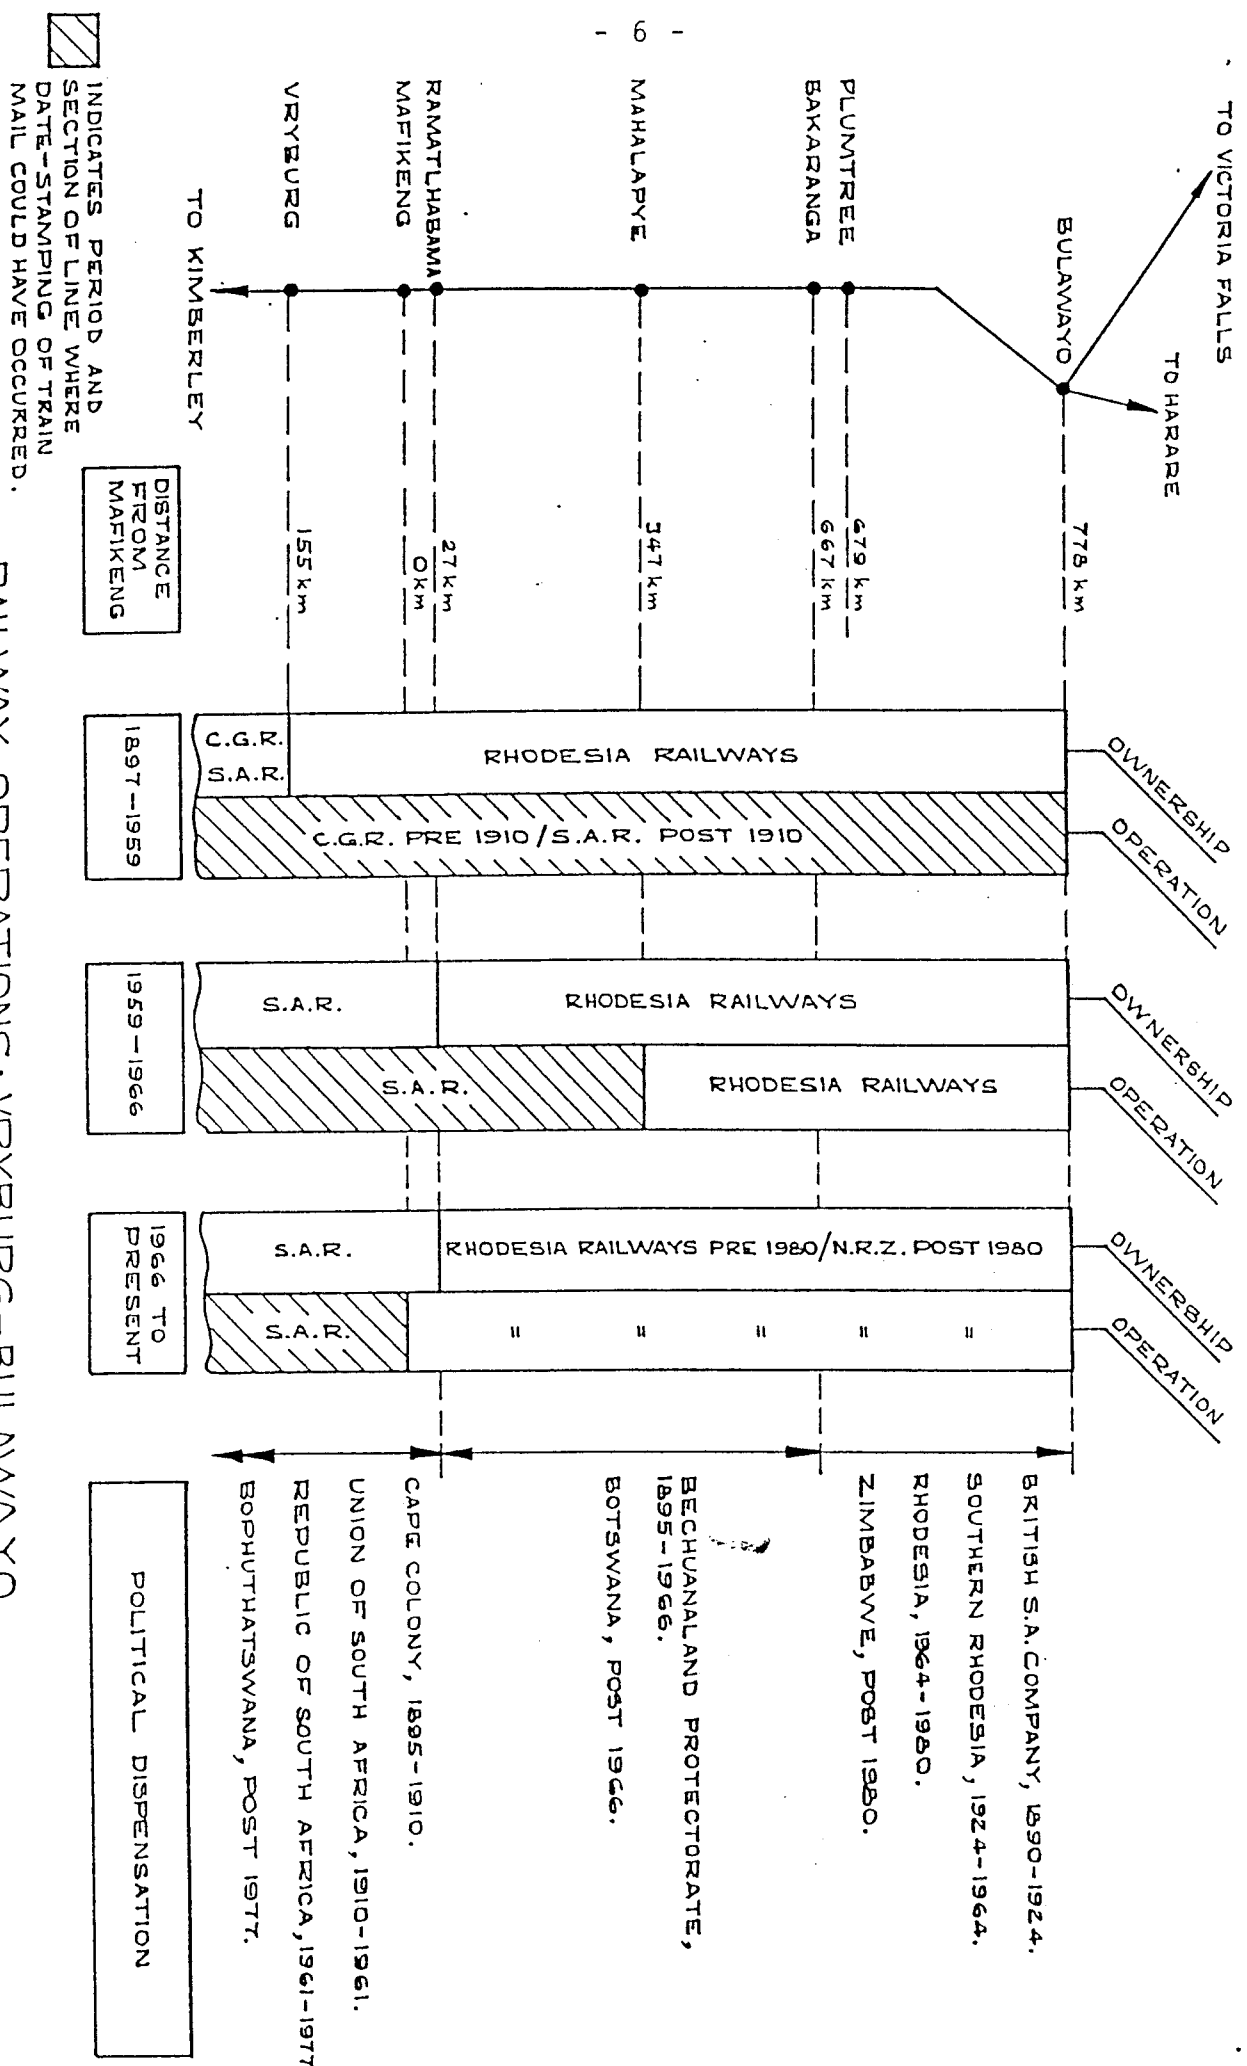 - 6 -
TO VICTORIA FALLS
TO HARARE
BULAWAYO
PLUMTREE
BAKARANGA
MAHALAPYE
RAMATLHABAMA
MAFIKENG
VRYBURG
TO KIMBERLEY
INDICATES PERIOD AND
SECTION OF LINE WHERE
DATE-STAMPING OF TRAIN
MAIL COULD HAVE OCCURRED.
778 km
679 km
667 km
347 km
27 km
0 km
155 km
DISTANCE
FROM
MAFIKENG
OWNERSHIP
OPERATION
RHODESIA RAILWAYS
C.G.R.
S.A.R.
C.G.R. PRE 1910/S.A.R. POST 1910
1897-1959
OWNERSHIP
OPERATION
RHODESIA RAILWAYS
S.A.R.
RHODESIA RAILWAYS
S.A.R.
1959-1966
OWNERSHIP
OPERATION
RHODESIA RAILWAYS PRE 1980/N.R.Z. POST 1980
S.A.R.
" " " " "
S.A.R.
1966 TO
PRESENT
BRITISH S.A. COMPANY, 1890-1924.
SOUTHERN RHODESIA, 1924-1964.
RHODESIA, 1964-1980.
ZIMBABWE, POST 1980.
BECHUANALAND PROTECTORATE,
1895-1966.
BOTSWANA, POST 1966.
CAPE COLONY, 1895-1910.
UNION OF SOUTH AFRICA, 1910-1961.
REPUBLIC OF SOUTH AFRICA, 1961-1977
BOPHUTHATSWANA, POST 1977.
POLITICAL DISPENSATION
RAILWAY OPERATIONS: VRYBURG-BULAWAYO